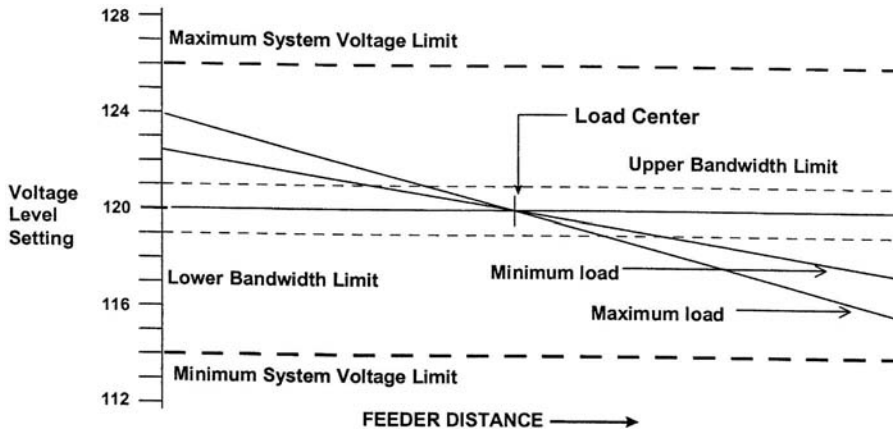 128
Maximum System Voltage Limit
124
Load Center
Upper Bandwidth Limit
Voltage
Level
Setting
120
Lower Bandwidth Limit
Minimum load
116
Maximum load
Minimum System Voltage Limit
112
FEEDER DISTANCE